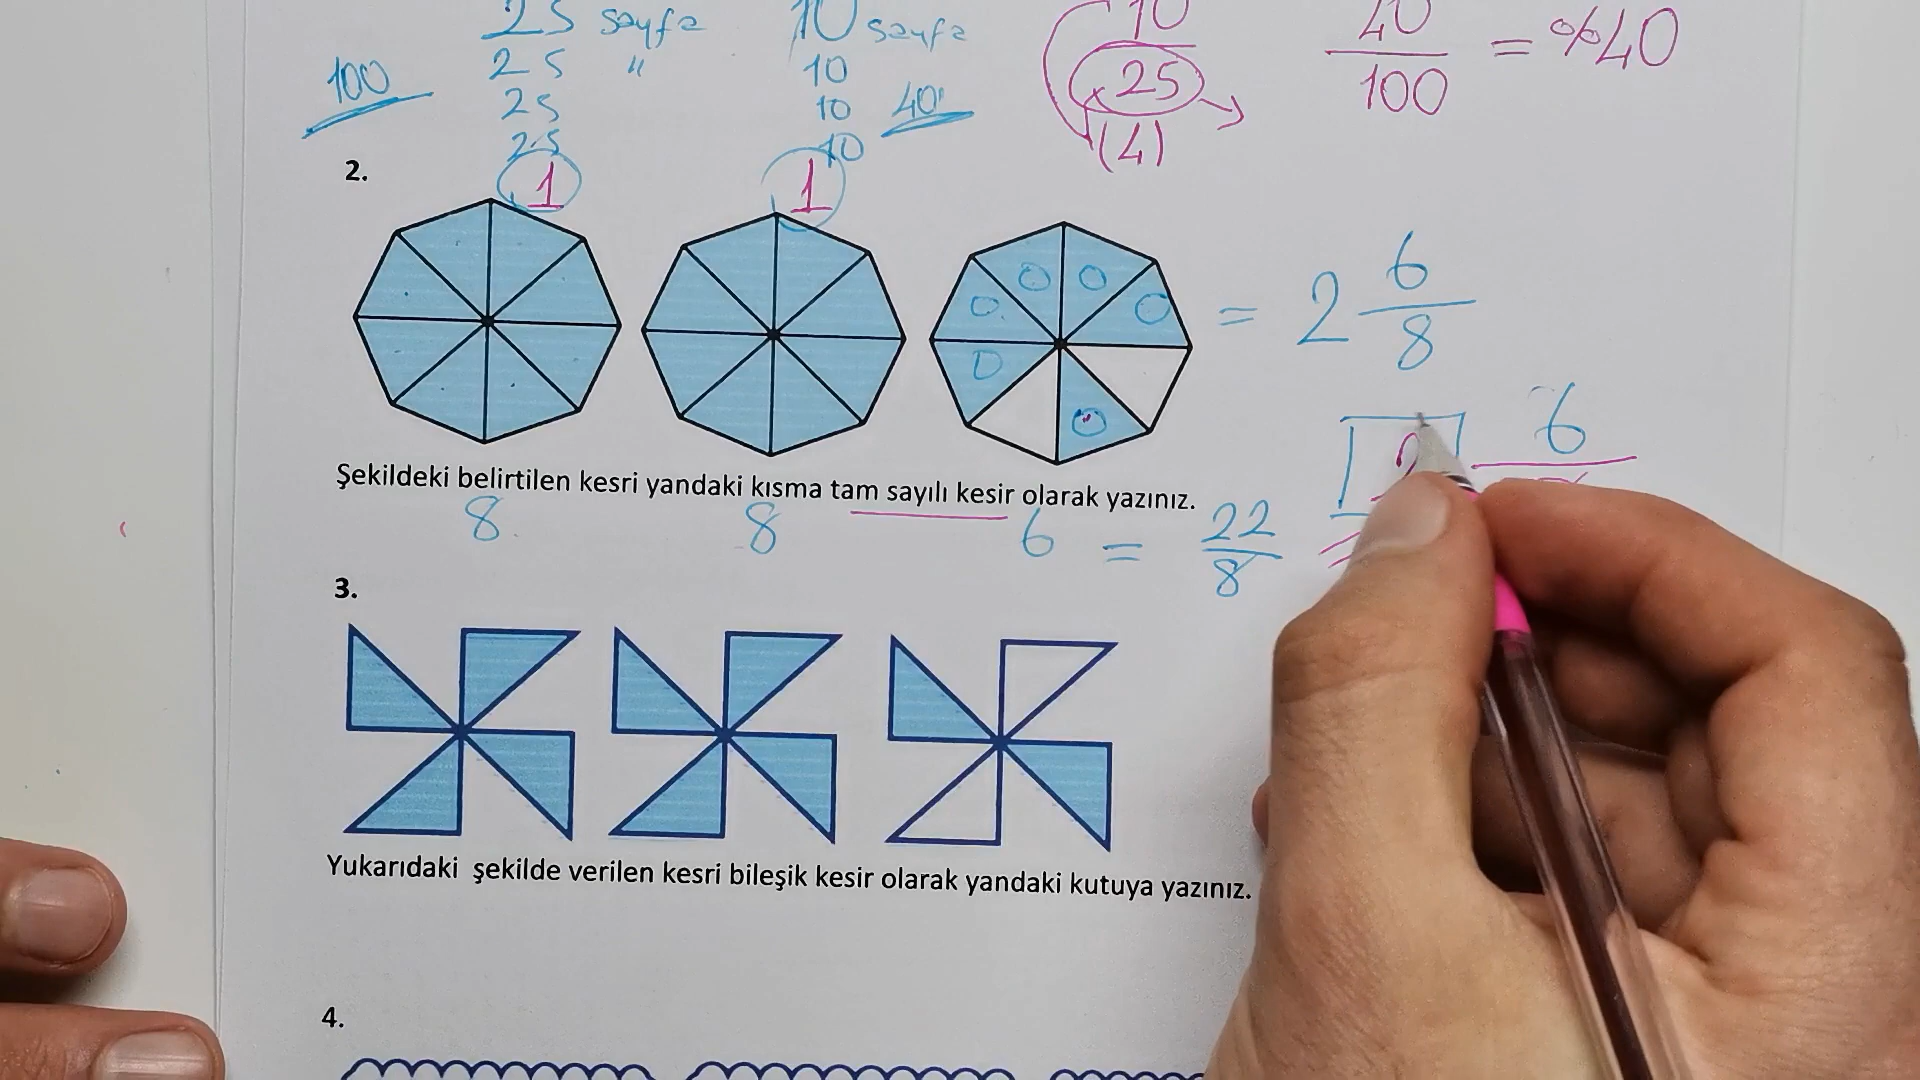 25 sayfa 10 sayfa 10 40
100 25 " 10 25 100 = %40
25 10 40
25 10 (4)
2. 1 1
= 2 6
8
6
Şekildeki belirtilen kesri yandaki kısma tam sayılı kesir olarak yazınız.
8 8 6 = 22
8
3.
Yukarıdaki şekilde verilen kesri bileşik kesir olarak yandaki kutuya yazınız.
4.